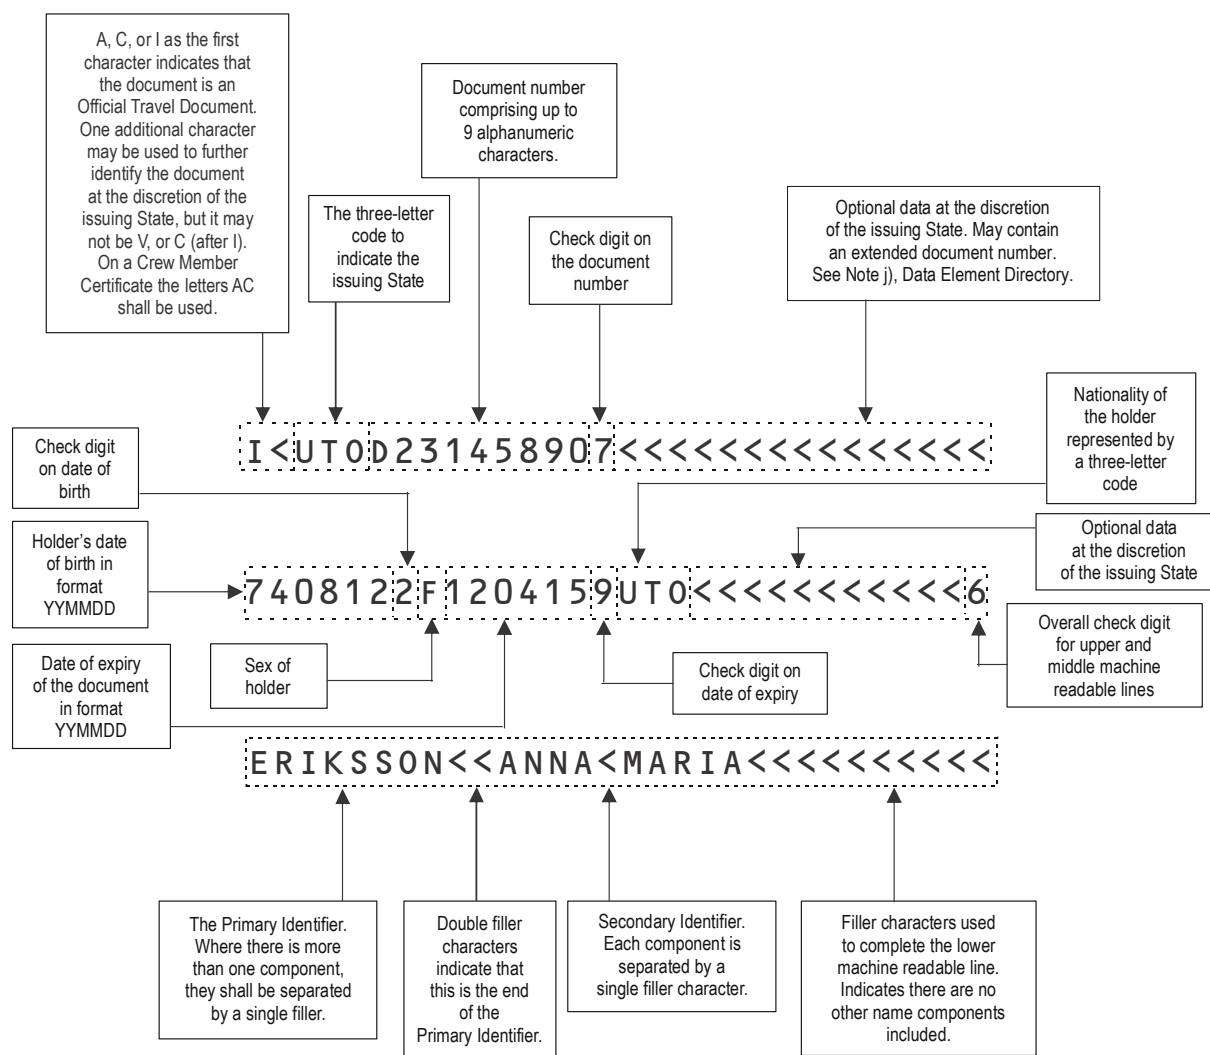 A, C, or I as the first
character indicates that
the document is an
Official Travel Document.
One additional character
may be used to further
identify the document
at the discretion of the
issuing State, but it may
not be V, or C (after I).
On a Crew Member
Certificate the letters AC
shall be used.
The three-letter
code to
indicate the
issuing State
Document number
comprising up to
9 alphanumeric
characters.
Check digit on
the document
number
Optional data at the discretion
of the issuing State. May contain
an extended document number.
See Note j), Data Element Directory.
Nationality of
the holder
represented by
a three-letter
code
I<UTOD231458907<<<<<<<<<<<<<<<
Check digit
on date of
birth
Holder's date
of birth in
format
YYMMDD
Optional data
at the discretion
of the issuing State
7408122F1204159UTO<<<<<<<<<<<6
Date of expiry
of the document
in format
YYMMDD
Sex of
holder
Check digit on
date of expiry
Overall check digit
for upper and
middle machine
readable lines
ERIKSSON<<ANNA<MARIA<<<<<<<<<<
The Primary Identifier.
Where there is more
than one component,
they shall be separated
by a single filler.
Double filler
characters
indicate that
this is the end
of the
Primary Identifier.
Secondary Identifier.
Each component is
separated by a
single filler character.
Filler characters used
to complete the lower
machine readable line.
Indicates there are no
other name components
included.